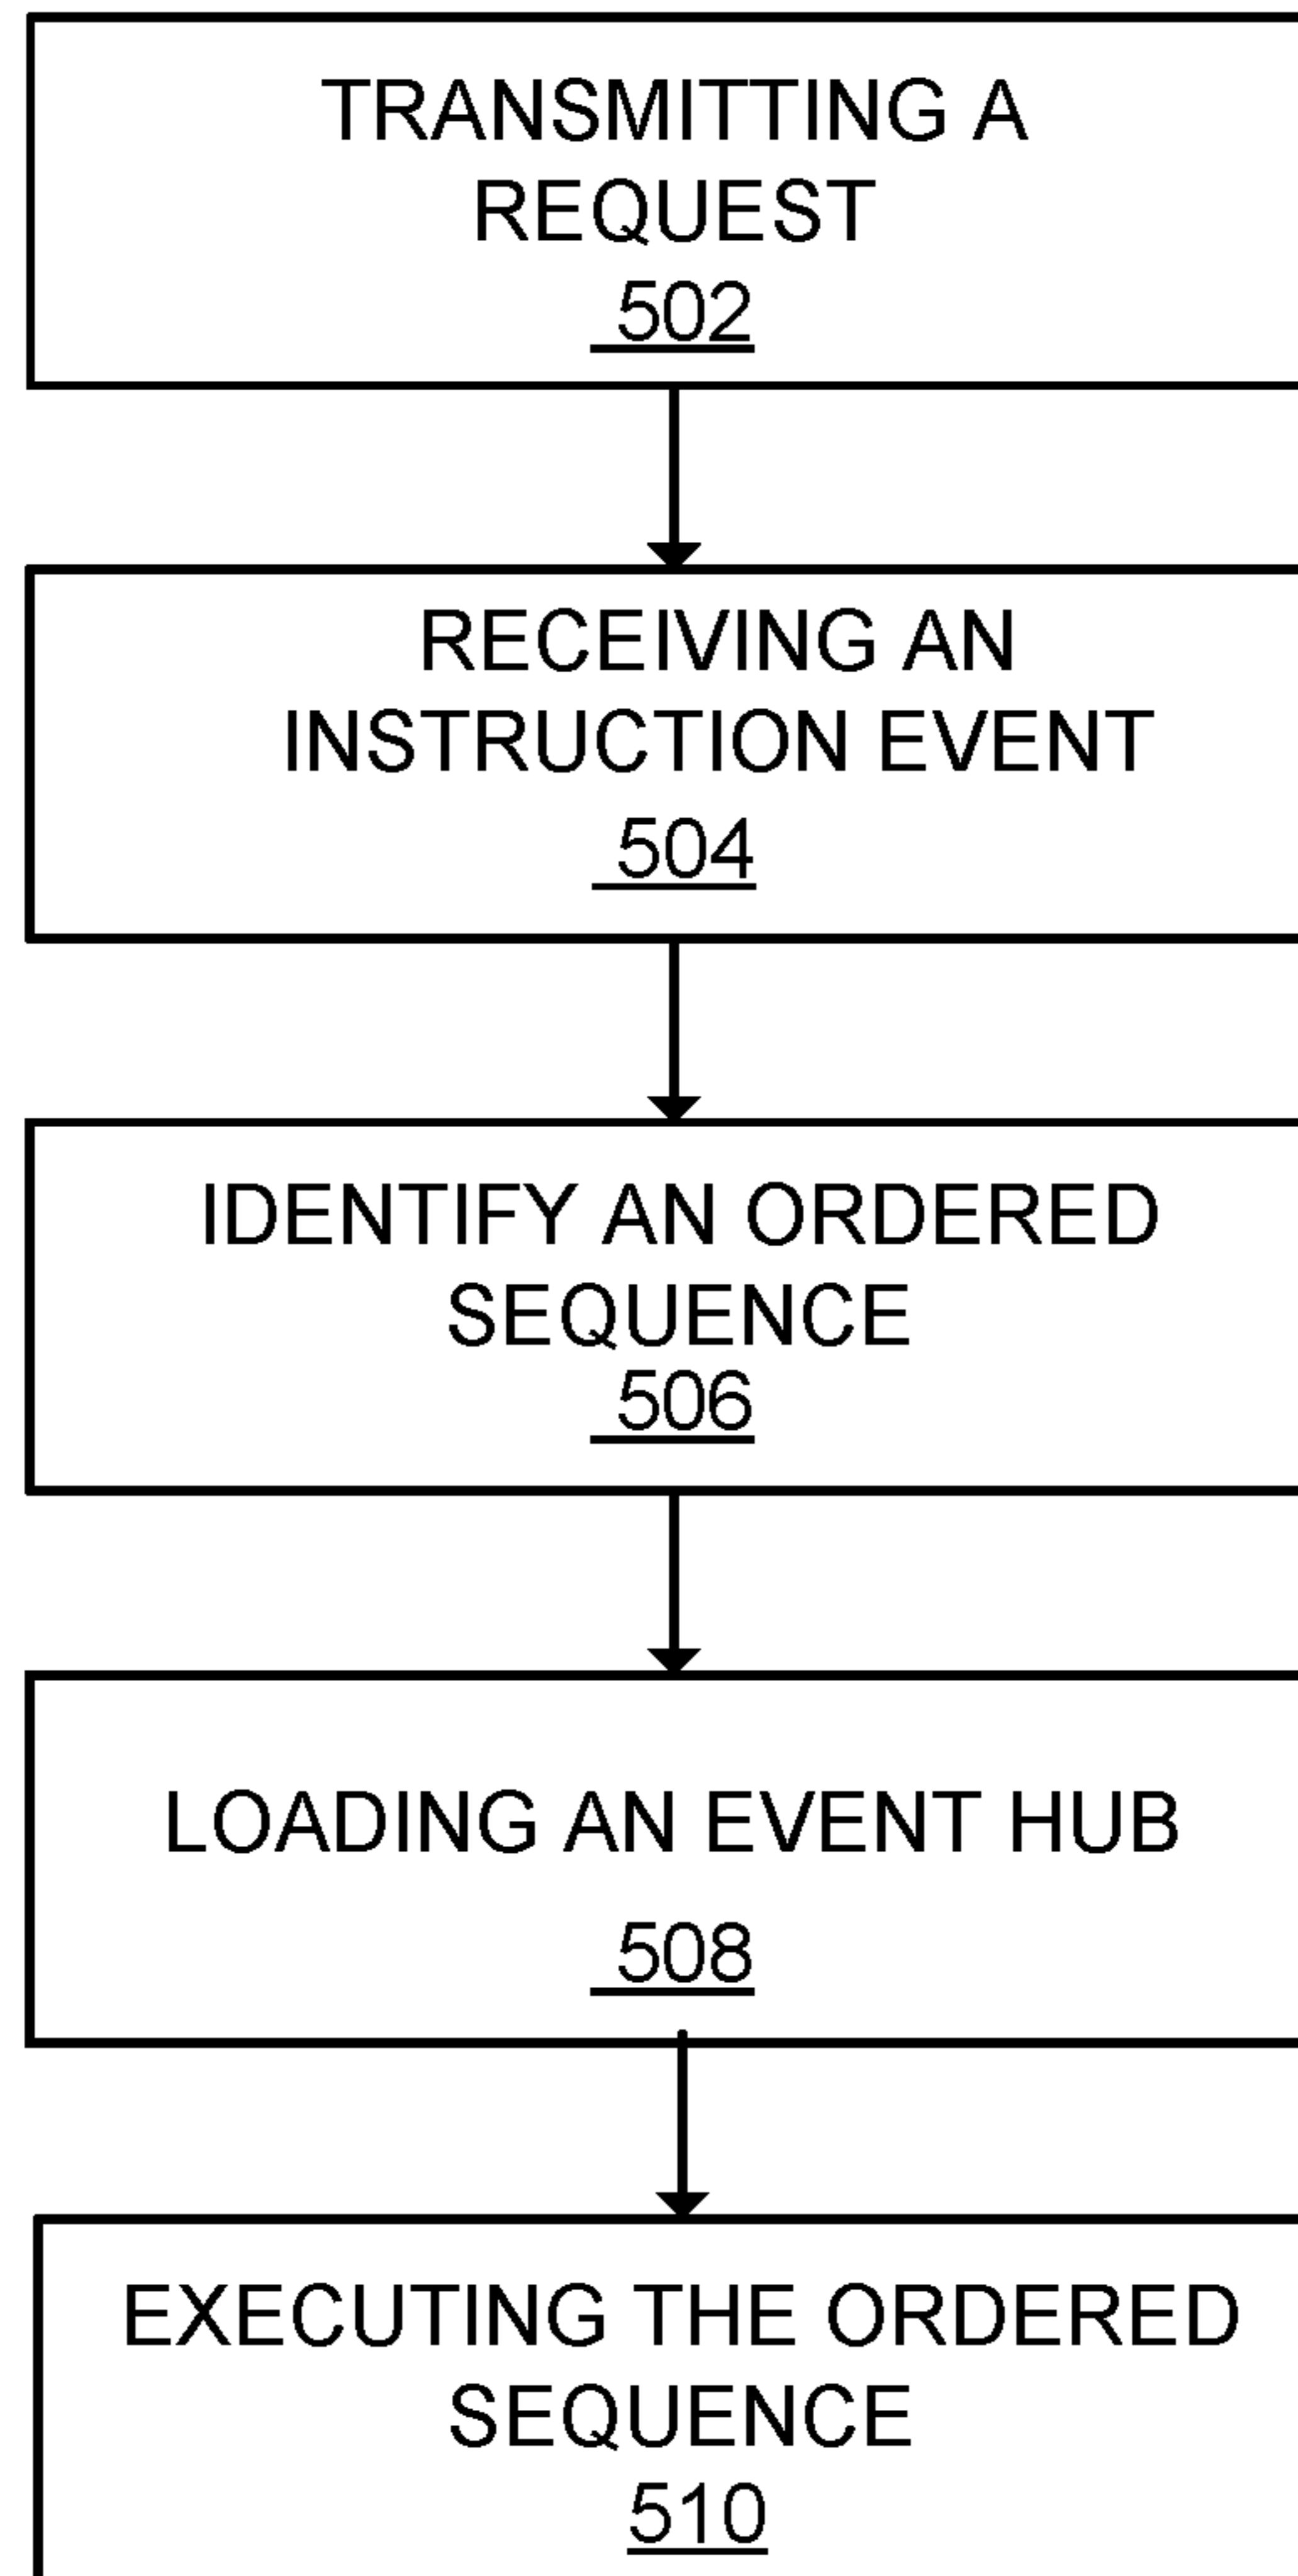 TRANSMITTING A
REQUEST
502
RECEIVING AN
INSTRUCTION EVENT
504
IDENTIFY AN ORDERED
SEQUENCE
506
LOADING AN EVENT HUB
508
EXECUTING THE ORDERED
SEQUENCE
510